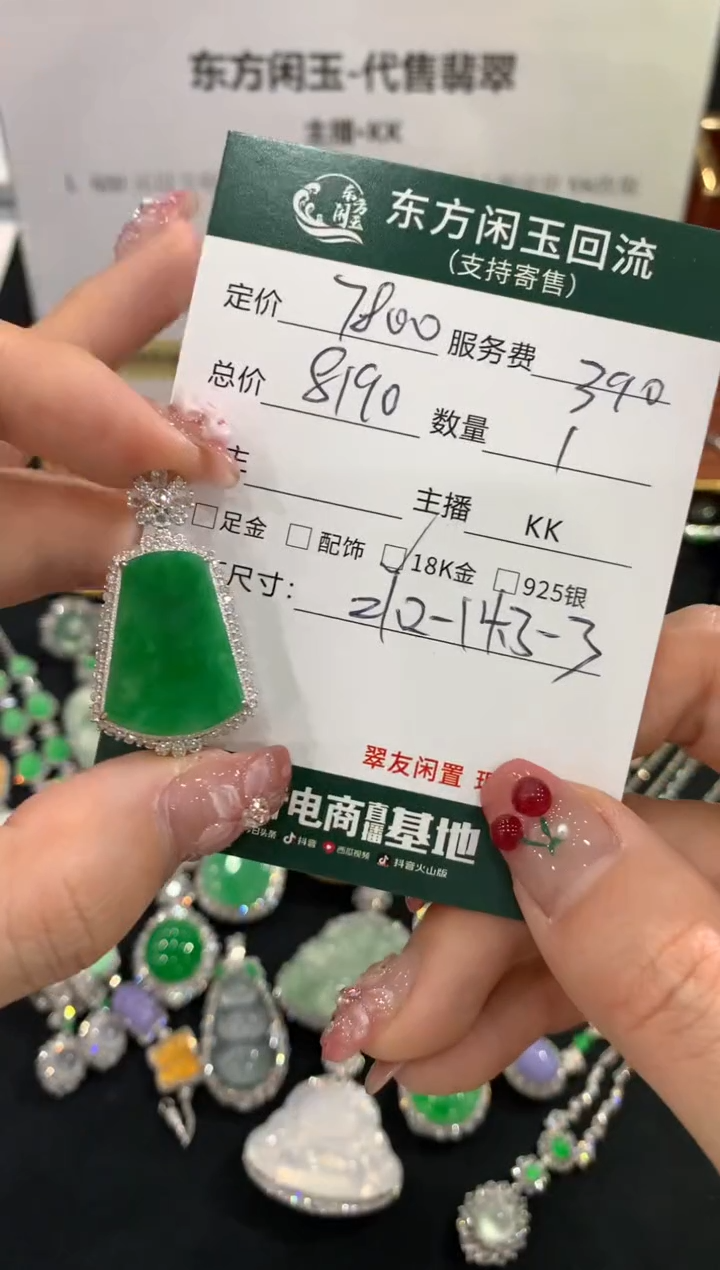 东方闲玉-代售翡翠
主播-KK
东方闲玉
东方闲玉回流
(支持寄售)
定价 7800 服务费 390
总价 8190 数量 1
主播 KK
□足金 □配饰 ☑18K金 □925银
尺寸: 212-143-3
翠友闲置
电商直播基地
抖音 西瓜视频 抖音火山版